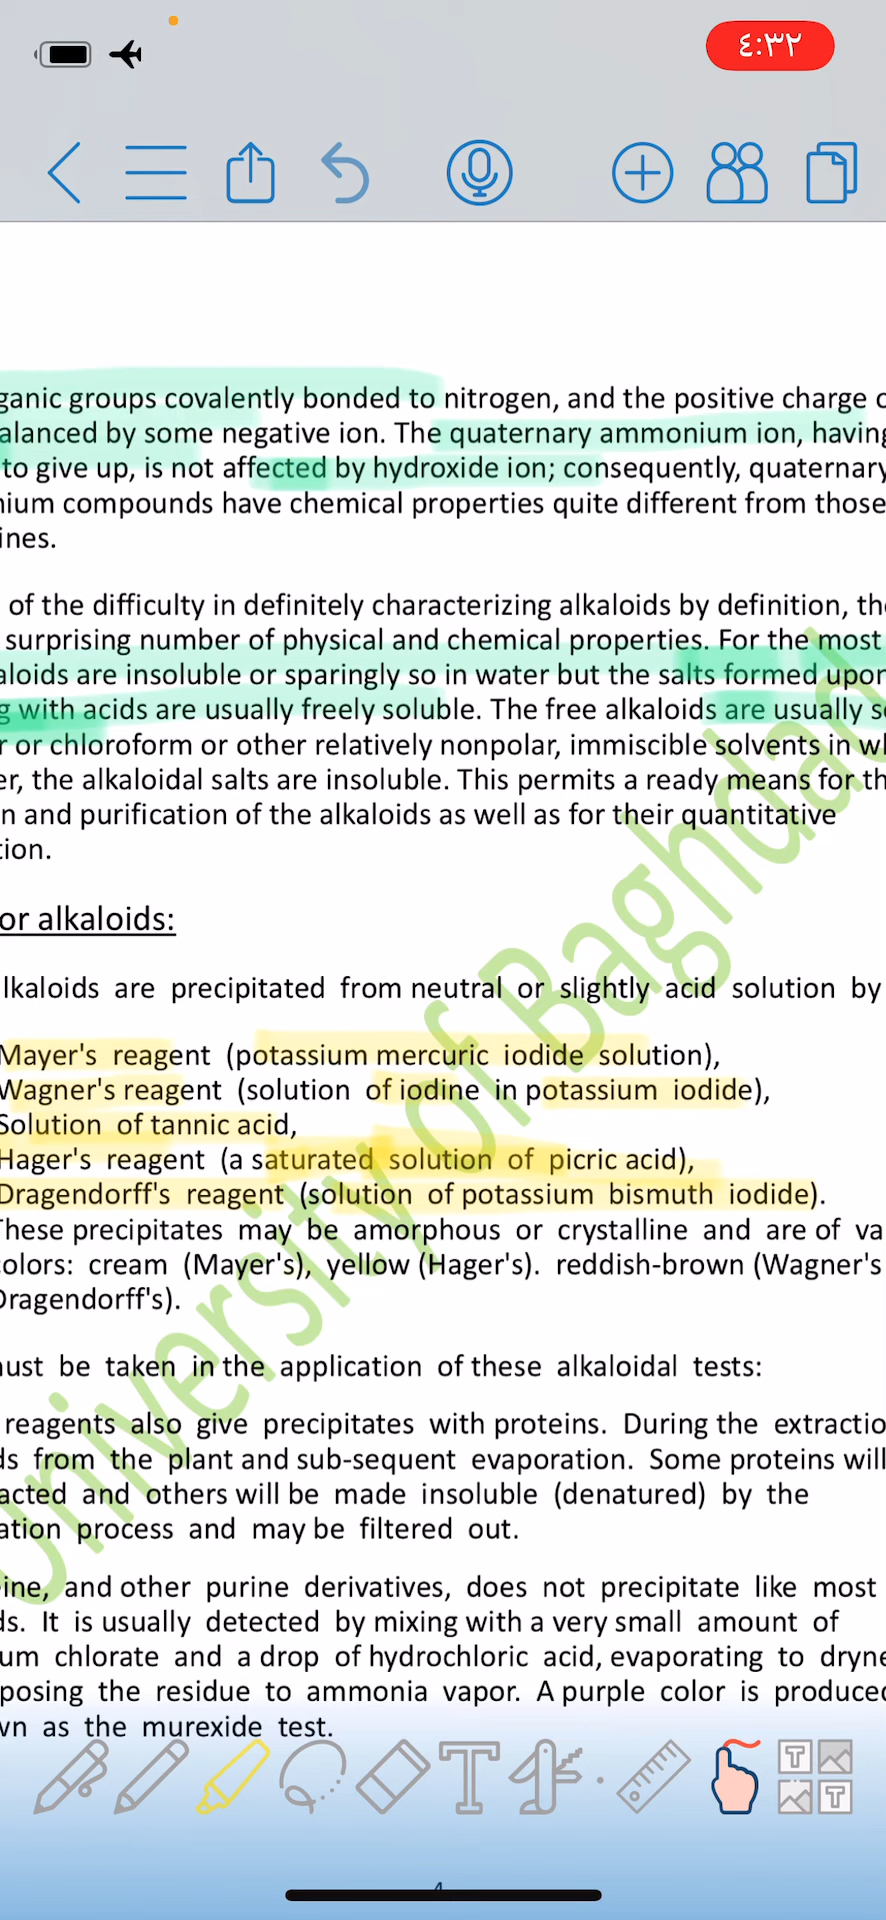 ٤:٣٢
ganic groups covalently bonded to nitrogen, and the positive charge o
alanced by some negative ion. The quaternary ammonium ion, having
to give up, is not affected by hydroxide ion; consequently, quaternary
nium compounds have chemical properties quite different from those
ines.
of the difficulty in definitely characterizing alkaloids by definition, the
surprising number of physical and chemical properties. For the most
aloids are insoluble or sparingly so in water but the salts formed upon
g with acids are usually freely soluble. The free alkaloids are usually so
r or chloroform or other relatively nonpolar, immiscible solvents in wh
er, the alkaloidal salts are insoluble. This permits a ready means for th
n and purification of the alkaloids as well as for their quantitative
tion.
or alkaloids:
lkaloids are precipitated from neutral or slightly acid solution by
Mayer's reagent (potassium mercuric iodide solution),
Wagner's reagent (solution of iodine in potassium iodide),
Solution of tannic acid,
Hager's reagent (a saturated solution of picric acid),
Dragendorff's reagent (solution of potassium bismuth iodide).
These precipitates may be amorphous or crystalline and are of va
colors: cream (Mayer's), yellow (Hager's). reddish-brown (Wagner's
Dragendorff's).
must be taken in the application of these alkaloidal tests:
reagents also give precipitates with proteins. During the extractio
ds from the plant and sub-sequent evaporation. Some proteins will
acted and others will be made insoluble (denatured) by the
ation process and may be filtered out.
ine, and other purine derivatives, does not precipitate like most
ds. It is usually detected by mixing with a very small amount of
um chlorate and a drop of hydrochloric acid, evaporating to dryne
posing the residue to ammonia vapor. A purple color is produced
wn as the murexide test.
University of Baghdad